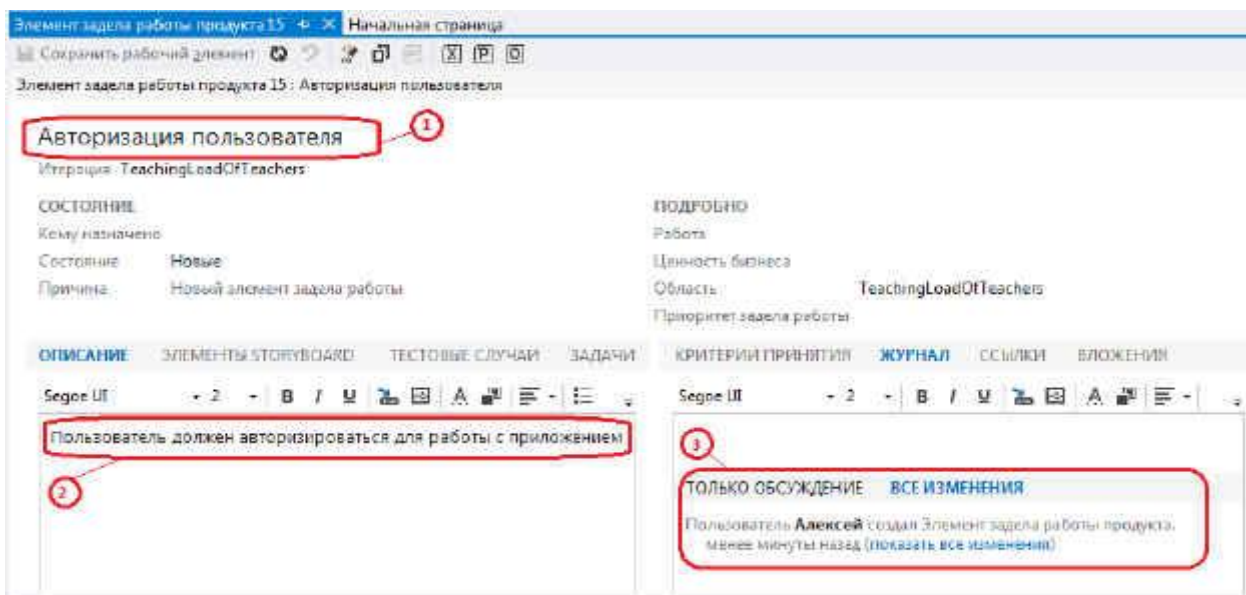 Элемент задела работы продукта 15 Начальная страница
Сохранить рабочий элемент
Элемент задела работы продукта 15 : Авторизация пользователя
Авторизация пользователя
1
Итерация TeachingLoadOfTeachers
СОСТОЯНИЕ ПОДРОБНО
Кому назначено Работа
Состояние Новые Ценность бизнеса
Причина Новый элемент задела работы Область TeachingLoadOfTeachers
Приоритет задела работы
ОПИСАНИЕ ЭЛЕМЕНТЫ STORYBOARD ТЕСТОВЫЕ СЛУЧАИ ЗАДАЧИ КРИТЕРИИ ПРИНЯТИЯ ЖУРНАЛ ССЫЛКИ ВЛОЖЕНИЯ
Segoe UI 2 B I U A Segoe UI 2 B I U A
Пользователь должен авторизироваться для работы с приложением
3
2
ТОЛЬКО ОБСУЖДЕНИЕ ВСЕ ИЗМЕНЕНИЯ
Пользователь Алексей создал Элемент задела работы продукта.
менее минуты назад (показать все изменения)